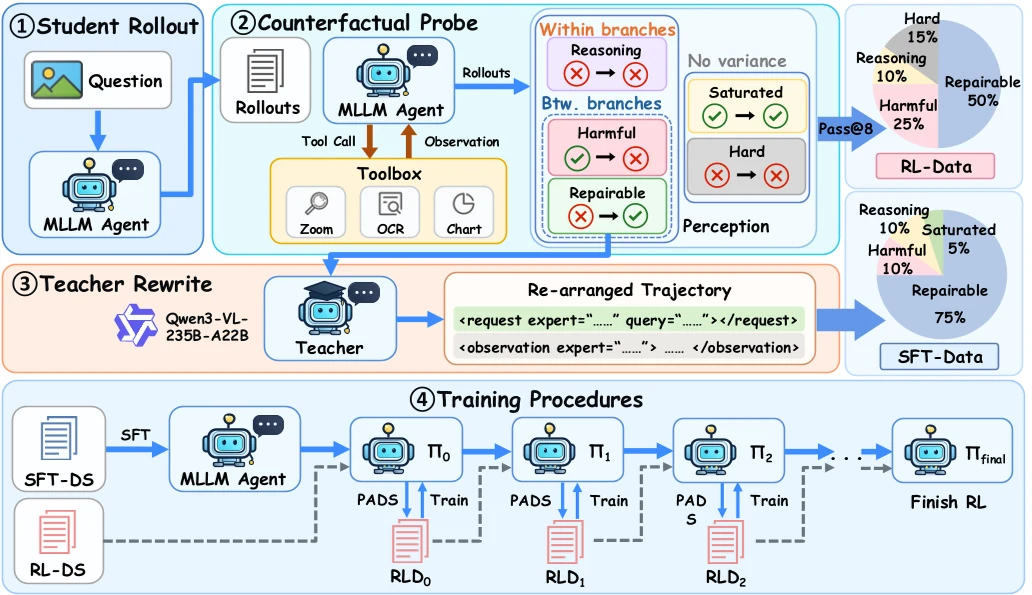 ①Student Rollout
Question
MLLM Agent
②Counterfactual Probe
Rollouts
MLLM Agent
Tool Call
Observation
Toolbox
Zoom
OCR
Chart
Rollouts
Within branches
Reasoning
Btw. branches
Harmful
Repairable
No variance
Saturated
Hard
Perception
Pass@8
Hard
15%
Reasoning
10%
Repairable
50%
Harmful
25%
RL-Data
③Teacher Rewrite
Qwen3-VL-
235B-A22B
Teacher
Re-arranged Trajectory
<request expert="……" query="……"></request>
<observation expert="……"> …… </observation>
Reasoning
10%
Saturated
5%
Harmful
10%
Repairable
75%
SFT-Data
④Training Procedures
SFT-DS
SFT
MLLM Agent
RL-DS
Π0
PADS
Train
RLD0
Π1
PADS
Train
RLD1
Π2
PAD
S
Train
RLD2
...
Πfinal
Finish RL